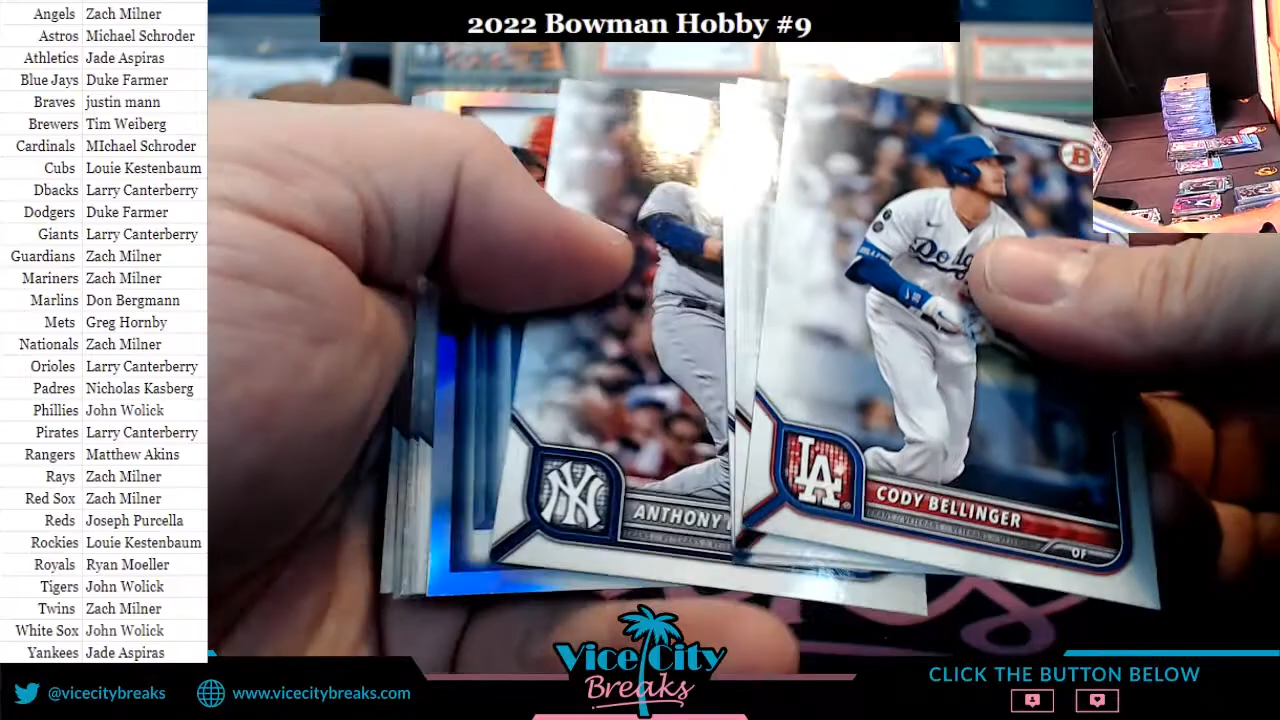 2022 Bowman Hobby #9
Angels Zach Milner
Astros Michael Schroder
Athletics Jade Aspiras
Blue Jays Duke Farmer
Braves justin mann
Brewers Tim Weiberg
Cardinals MIchael Schroder
Cubs Louie Kestenbaum
Dbacks Larry Canterberry
Dodgers Duke Farmer
Giants Larry Canterberry
Guardians Zach Milner
Mariners Zach Milner
Marlins Don Bergmann
Mets Greg Hornby
Nationals Zach Milner
Orioles Larry Canterberry
Padres Nicholas Kasberg
Phillies John Wolick
Pirates Larry Canterberry
Rangers Matthew Akins
Rays Zach Milner
Red Sox Zach Milner
Reds Joseph Purcella
Rockies Louie Kestenbaum
Royals Ryan Moeller
Tigers John Wolick
Twins Zach Milner
White Sox John Wolick
Yankees Jade Aspiras
B
Dodg
LA
CODY BELLINGER
OF
NY
ANTHONY
Vice City
Breaks
@vicecitybreaks
www.vicecitybreaks.com
CLICK THE BUTTON BELOW